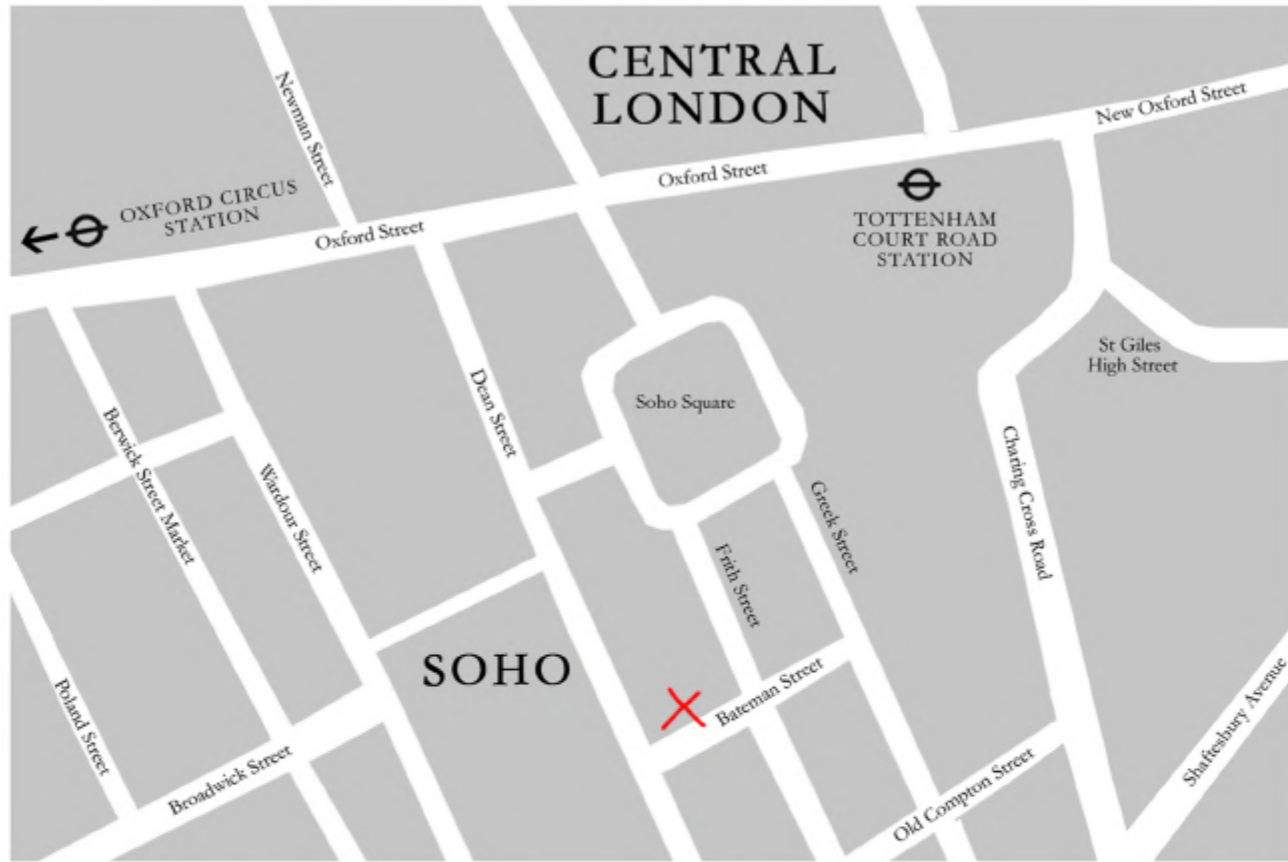 CENTRAL
LONDON
Newman Street
New Oxford Street
Oxford Street
OXFORD CIRCUS
STATION
Oxford Street
TOTTENHAM
COURT ROAD
STATION
St Giles
High Street
Soho Square
Dean Street
Berwick Street Market
Wardour Street
Charing Cross Road
Greek Street
Frith Street
SOHO
Bateman Street
Poland Street
Broadwick Street
Old Compton Street
Shaftesbury Avenue